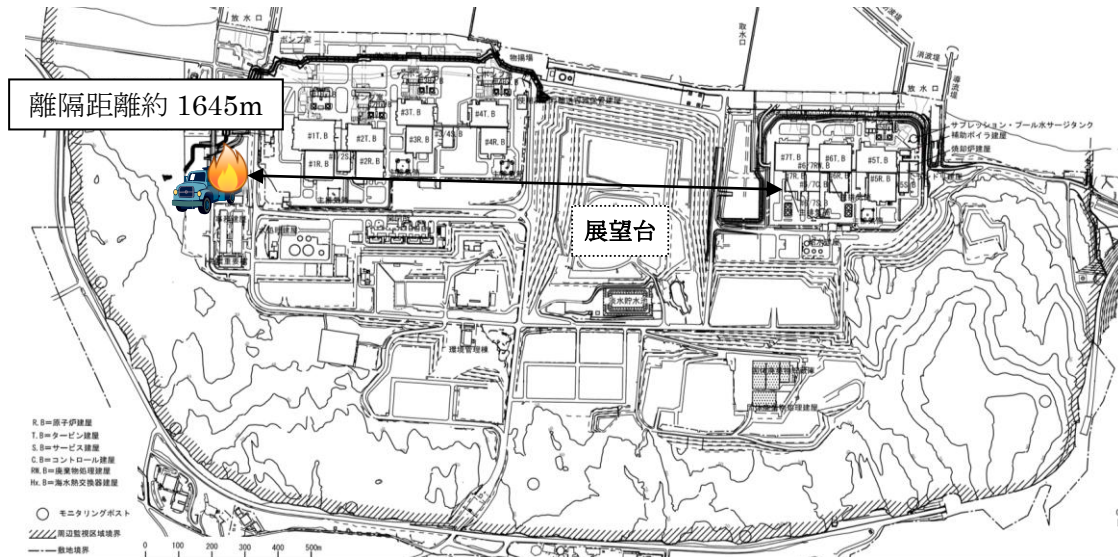 放水口
取水口
消波堤
導流堤
ポンプ室
物揚場
放水口
離隔距離約 1645m
サプレッション・プール水サージタンク
補助ボイラ建屋
焼却炉建屋
#1T.B
#2T.B
#3T.B
#4T.B
#1R.B
#2R.B
#3R.B
#4R.B
#3/4S.B
#7T.B
#6T.B
#5T.B
#6/7RW.B
#5R.B
展望台
淡水貯水池
環境管理棟
R.B=原子炉建屋
T.B=タービン建屋
S.B=サービス建屋
C.B=コントロール建屋
RW.B=廃棄物処理建屋
Hx.B=海水熱交換器建屋
モニタリングポスト
周辺監視区域境界
敷地境界
0 100 200 300 400 500m